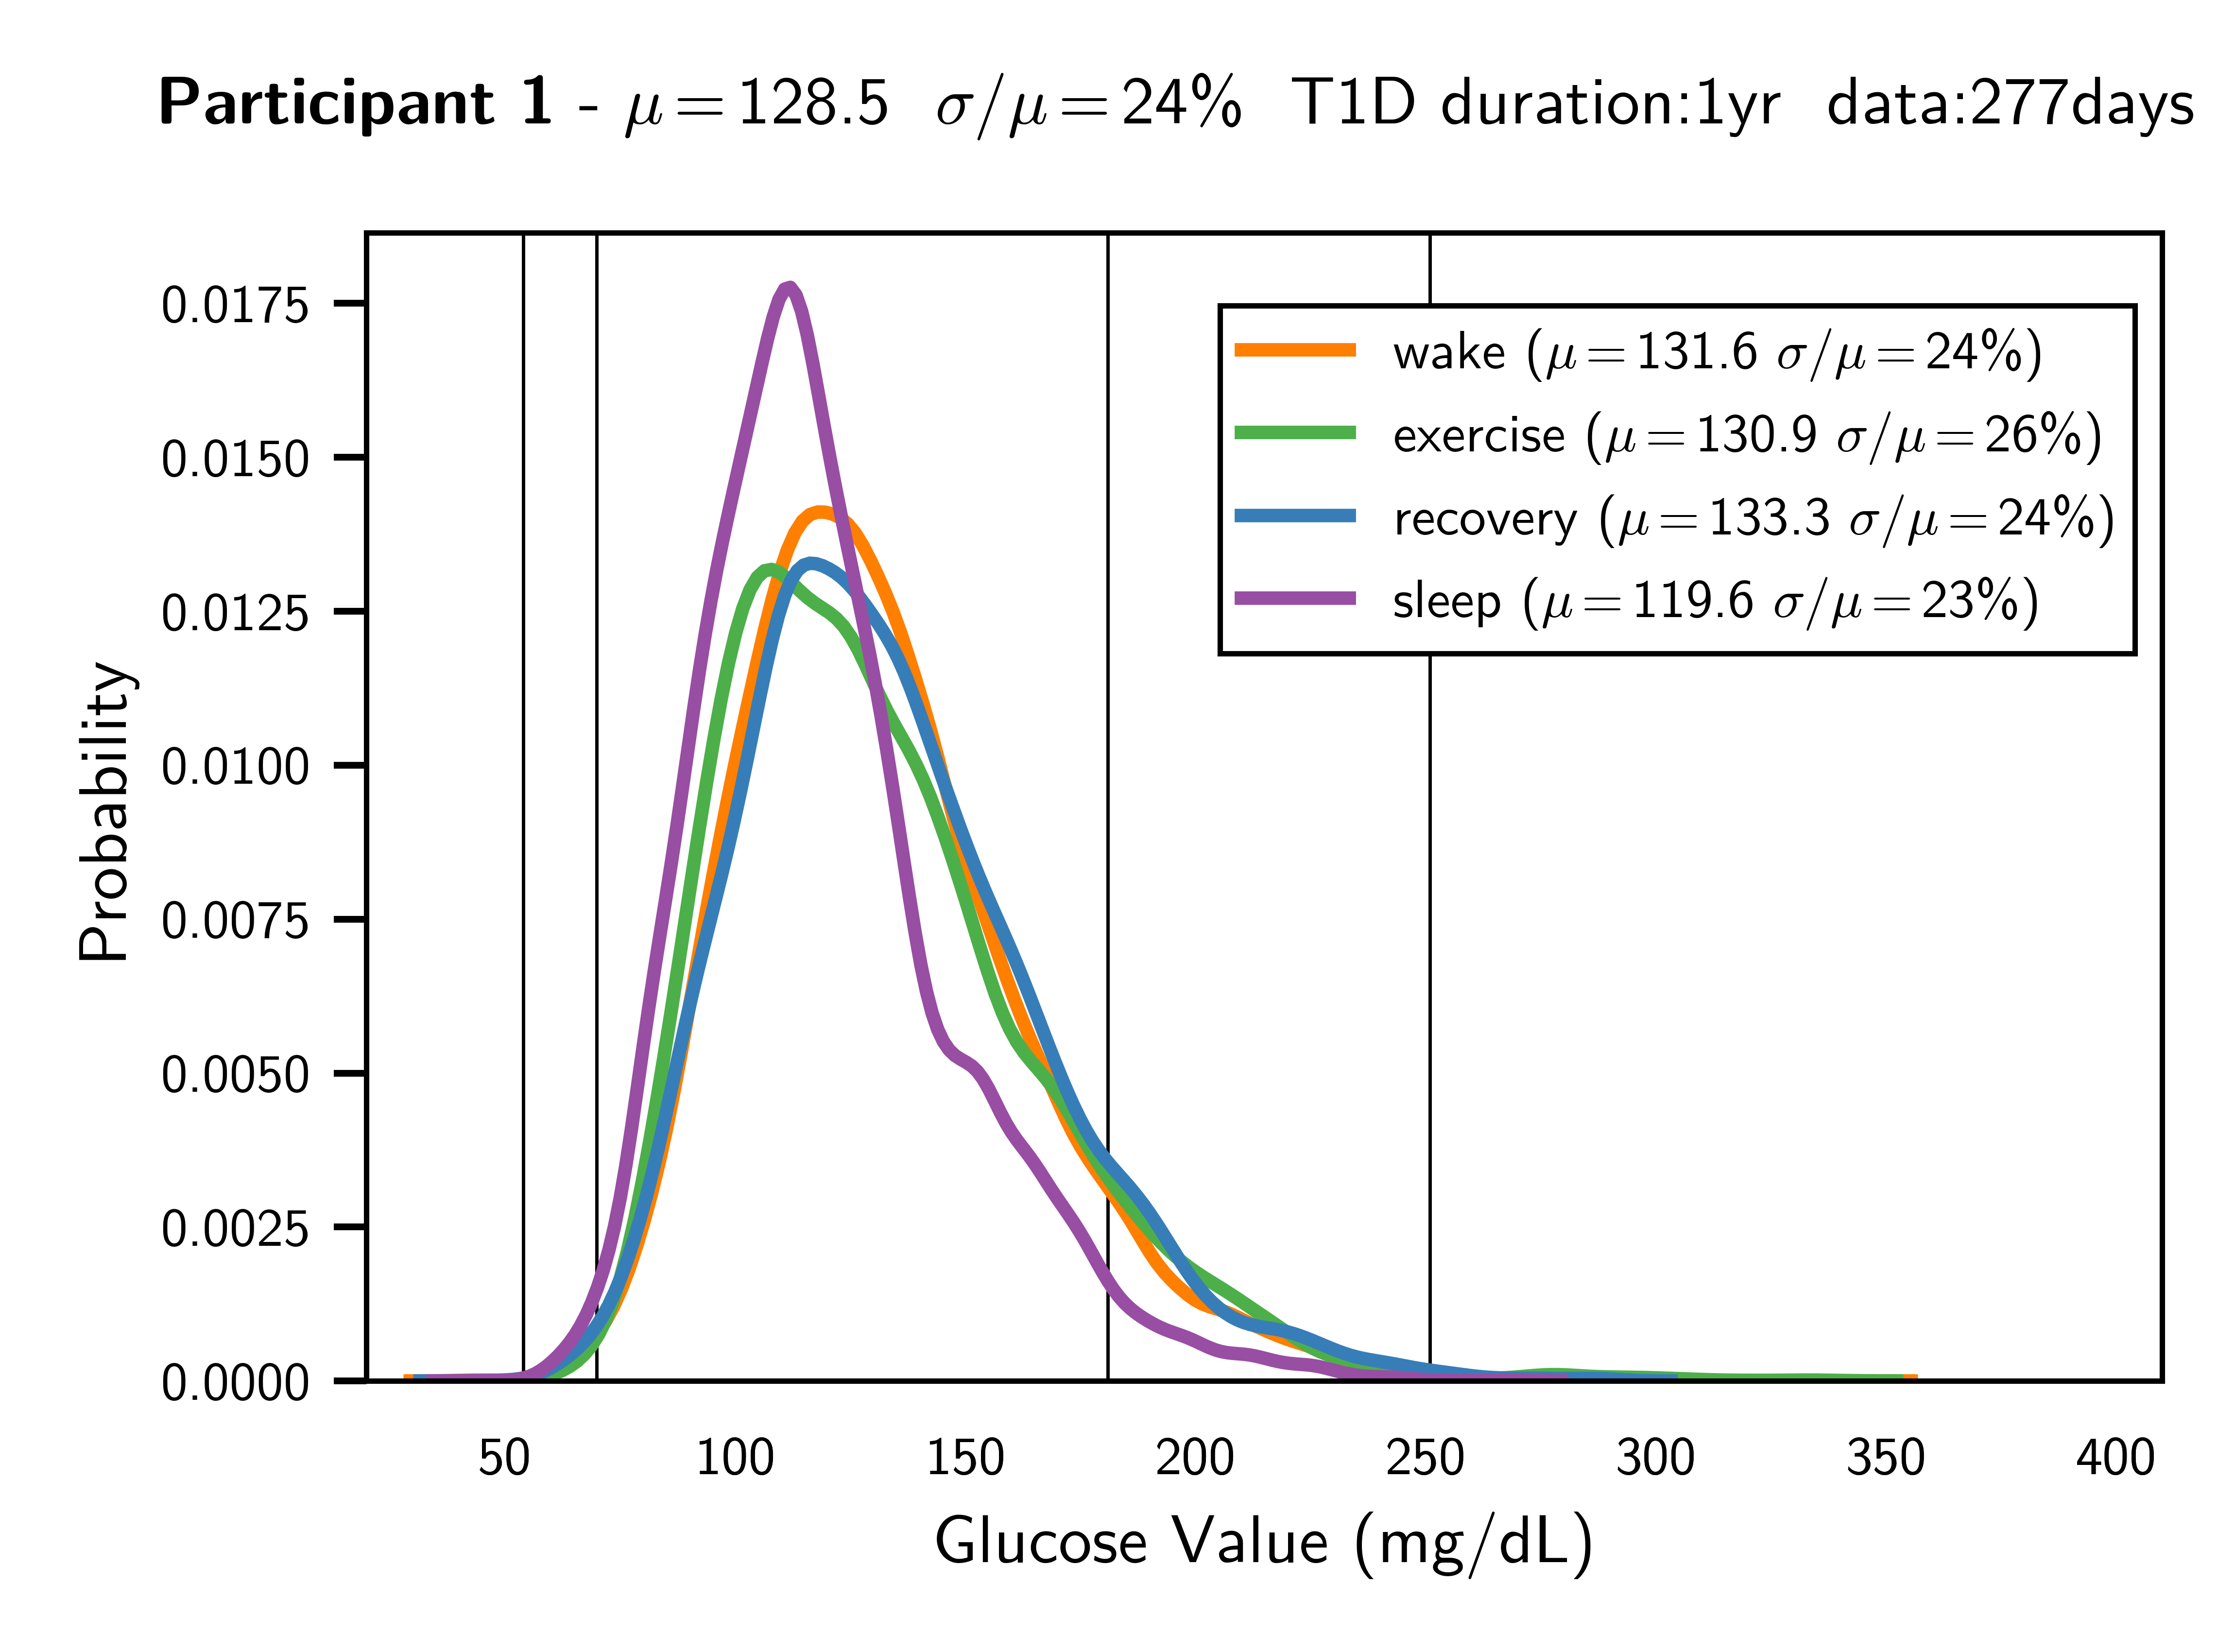 Participant 1 - μ=128.5 σ/μ=24% T1D duration:1yr data:277days
wake (μ=131.6 σ/μ=24%)
exercise (μ=130.9 σ/μ=26%)
recovery (μ=133.3 σ/μ=24%)
sleep (μ=119.6 σ/μ=23%)
Probability
0.0175
0.0150
0.0125
0.0100
0.0075
0.0050
0.0025
0.0000
50 100 150 200 250 300 350 400
Glucose Value (mg/dL)